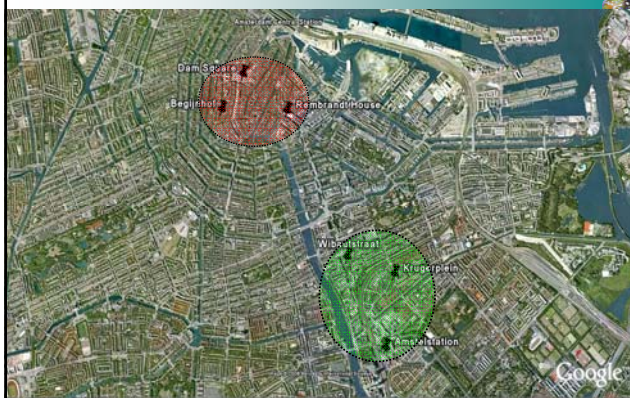 Amsterdam Central Station
Dam Square
Begijnhof
Rembrandt House
Wibautstraat
Krugerplein
Amstelstation
Google